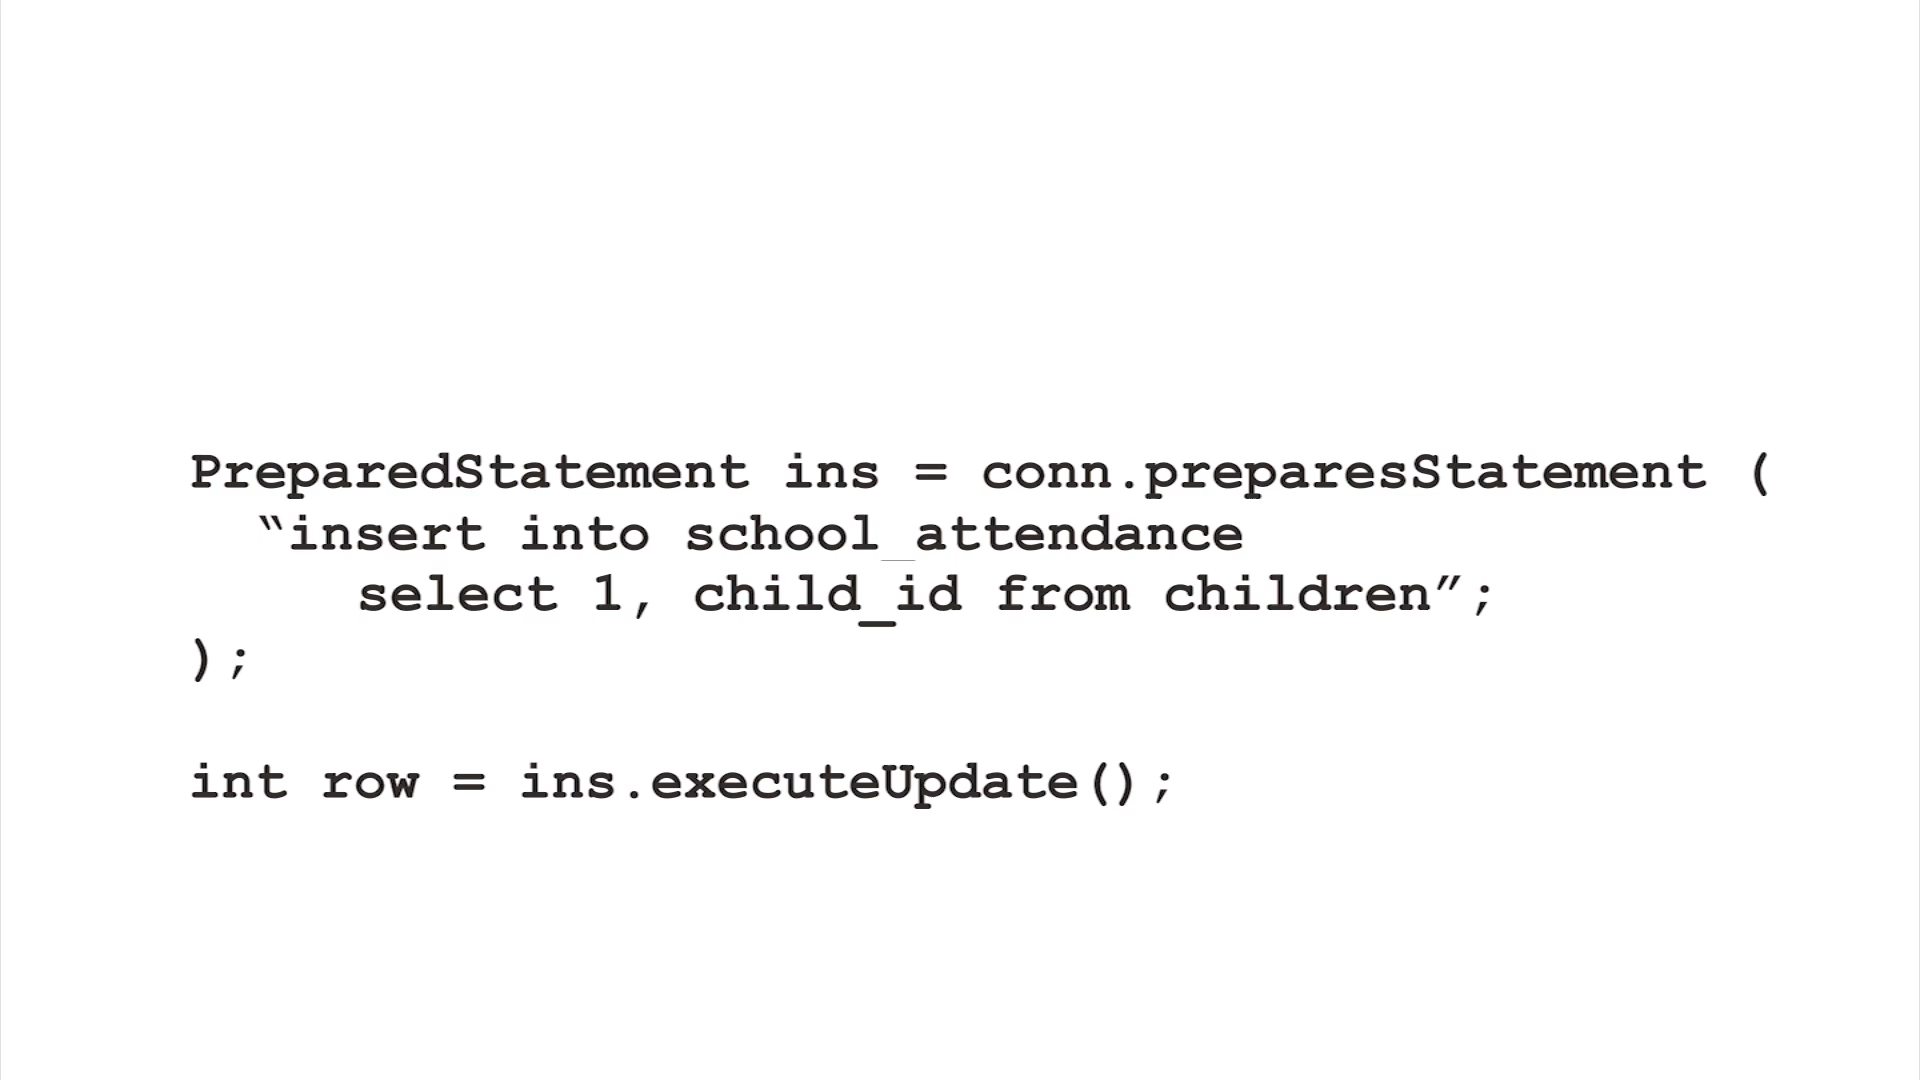 PreparedStatement ins = conn.preparesStatement (
“insert into school_attendance
select 1, child_id from children”;
);
int row = ins.executeUpdate();